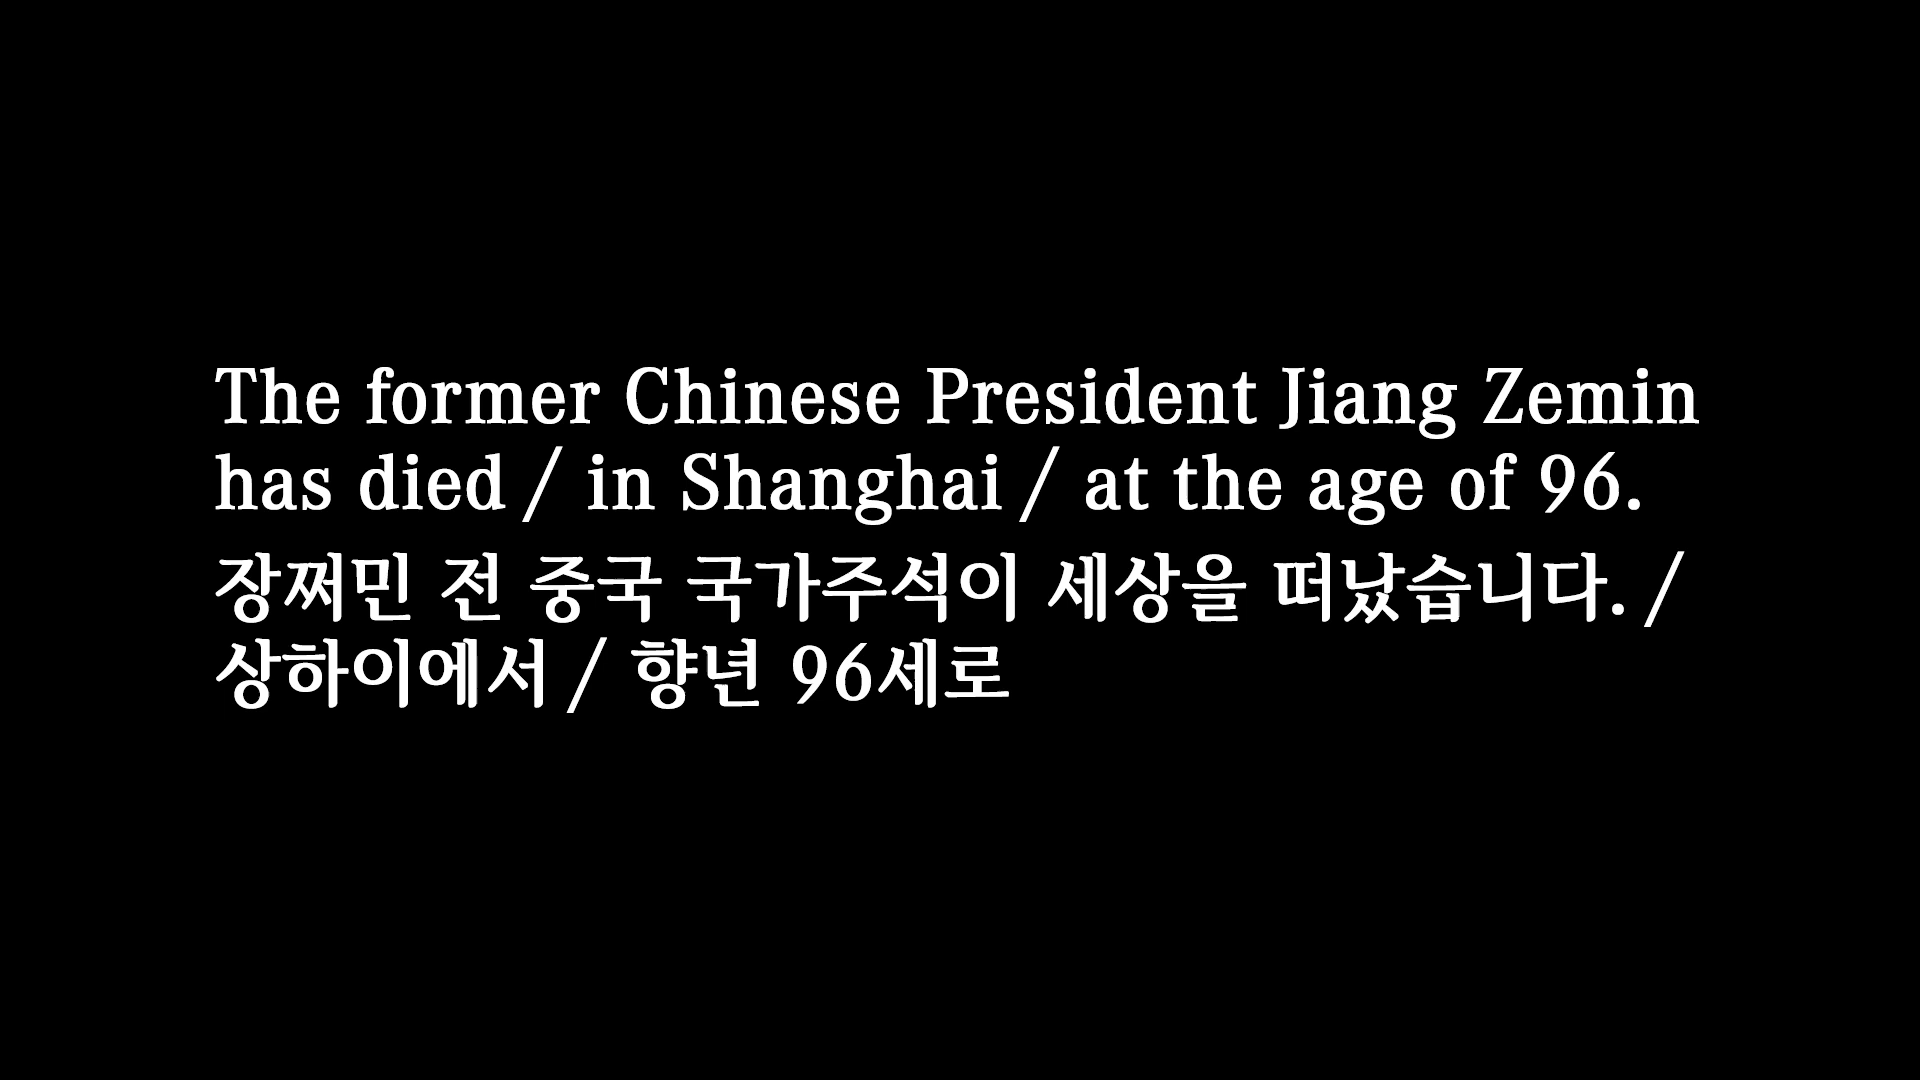 The former Chinese President Jiang Zemin
has died / in Shanghai / at the age of 96.
장쩌민 전 중국 국가주석이 세상을 떠났습니다. /
상하이에서 / 향년 96세로